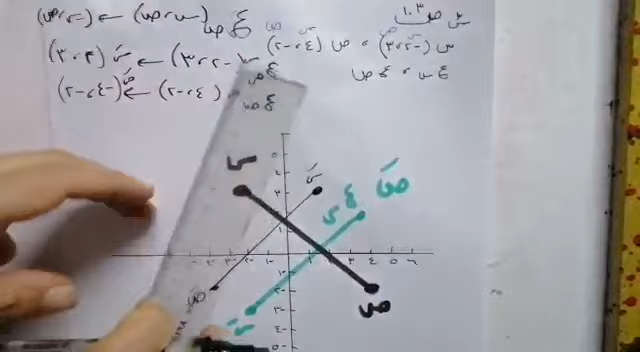 ش ص ١٠٣
س (-٢، ٣) ، ص (٤، -٢)
ع س ، ع ص
ع ص (س، ص) ← (-س، ص)
ع ص (-٢، ٣) ← سَ (٢، ٣)
ع ص (٤، -٢) ← صَ (-٤، -٢)
س
سَ
ع س
صَ
صَ
سَ
ص